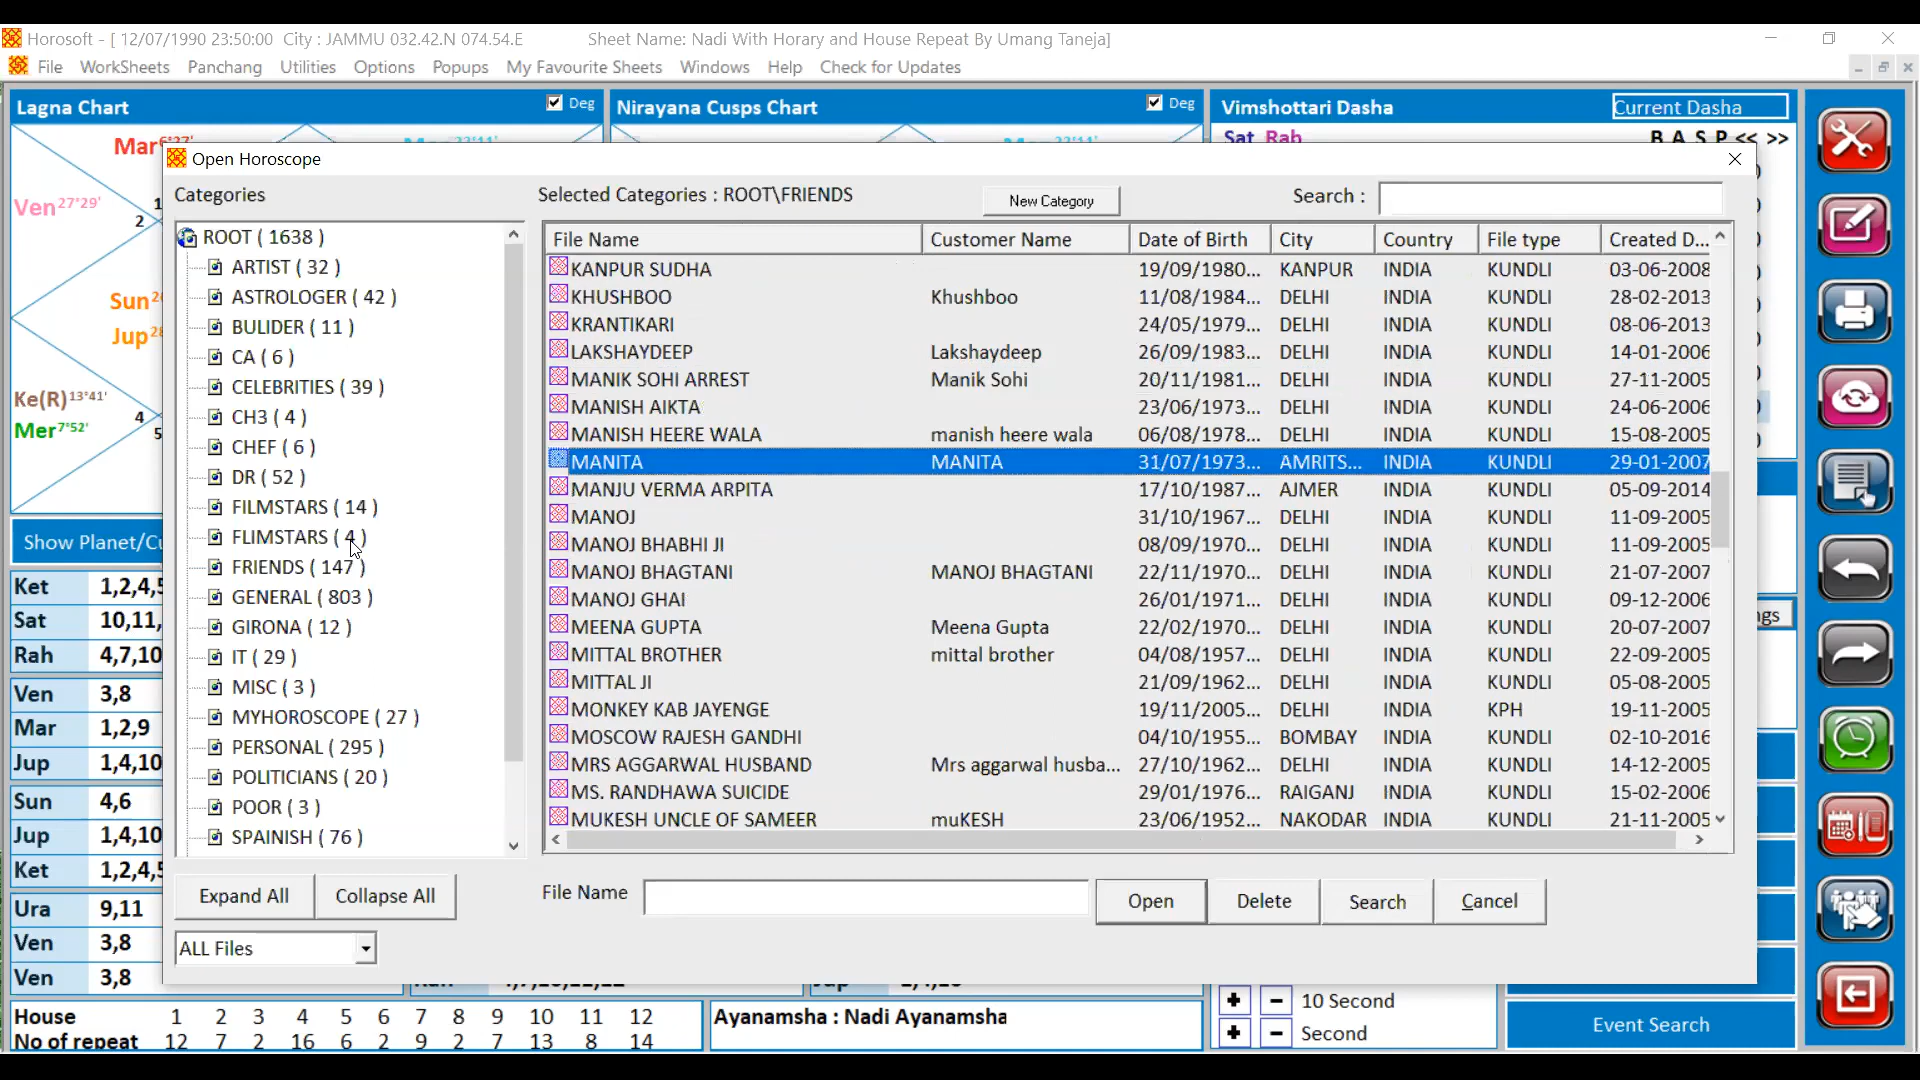 Horosoft - [ 12/07/1990 23:50:00 City : JAMMU 032.42.N 074.54.E Sheet Name: Nadi With Horary and House Repeat By Umang Taneja]
File WorkSheets Panchang Utilities Options Popups My Favourite Sheets Windows Help Check for Updates
Lagna Chart Deg Nirayana Cusps Chart Deg Vimshottari Dasha Current Dasha
Sat Rah B A S P << >>
Mar 6°27'
Ven 27°29'
2
Sun
Jup
Ke(R) 13°41'
Mer 7°52'
4
5
Show Planet/Cu
Open Horoscope
Categories Selected Categories : ROOT\FRIENDS New Category Search :
ROOT ( 1638 )
ARTIST ( 32 )
ASTROLOGER ( 42 )
BULIDER ( 11 )
CA ( 6 )
CELEBRITIES ( 39 )
CH3 ( 4 )
CHEF ( 6 )
DR ( 52 )
FILMSTARS ( 14 )
FLIMSTARS ( 4 )
FRIENDS ( 147 )
GENERAL ( 803 )
GIRONA ( 12 )
IT ( 29 )
MISC ( 3 )
MYHOROSCOPE ( 27 )
PERSONAL ( 295 )
POLITICIANS ( 20 )
POOR ( 3 )
SPAINISH ( 76 )
File Name Customer Name Date of Birth City Country File type Created D...
KANPUR SUDHA 19/09/1980... KANPUR INDIA KUNDLI 03-06-2008
KHUSHBOO Khushboo 11/08/1984... DELHI INDIA KUNDLI 28-02-2013
KRANTIKARI 24/05/1979... DELHI INDIA KUNDLI 08-06-2013
LAKSHAYDEEP Lakshaydeep 26/09/1983... DELHI INDIA KUNDLI 14-01-2006
MANIK SOHI ARREST Manik Sohi 20/11/1981... DELHI INDIA KUNDLI 27-11-2005
MANISH AIKTA 23/06/1973... DELHI INDIA KUNDLI 24-06-2006
MANISH HEERE WALA manish heere wala 06/08/1978... DELHI INDIA KUNDLI 15-08-2005
MANITA MANITA 31/07/1973... AMRITS... INDIA KUNDLI 29-01-2007
MANJU VERMA ARPITA 17/10/1987... AJMER INDIA KUNDLI 05-09-2014
MANOJ 31/10/1967... DELHI INDIA KUNDLI 11-09-2005
MANOJ BHABHI JI 08/09/1970... DELHI INDIA KUNDLI 11-09-2005
MANOJ BHAGTANI MANOJ BHAGTANI 22/11/1970... DELHI INDIA KUNDLI 21-07-2007
MANOJ GHAI 26/01/1971... DELHI INDIA KUNDLI 09-12-2006
MEENA GUPTA Meena Gupta 22/02/1970... DELHI INDIA KUNDLI 20-07-2007
MITTAL BROTHER mittal brother 04/08/1957... DELHI INDIA KUNDLI 22-09-2005
MITTAL JI 21/09/1962... DELHI INDIA KUNDLI 05-08-2005
MONKEY KAB JAYENGE 19/11/2005... DELHI INDIA KPH 19-11-2005
MOSCOW RAJESH GANDHI 04/10/1955... BOMBAY INDIA KUNDLI 02-10-2016
MRS AGGARWAL HUSBAND Mrs aggarwal husba... 27/10/1962... DELHI INDIA KUNDLI 14-12-2005
MS. RANDHAWA SUICIDE 29/01/1976... RAIGANJ INDIA KUNDLI 15-02-2006
MUKESH UNCLE OF SAMEER muKESH 23/06/1952... NAKODAR INDIA KUNDLI 21-11-2005
Expand All Collapse All File Name Open Delete Search Cancel
ALL Files
Ket 1,2,4,5
Sat 10,11,
Rah 4,7,10
Ven 3,8
Mar 1,2,9
Jup 1,4,10
Sun 4,6
Jup 1,4,10
Ket 1,2,4,5
Ura 9,11
Ven 3,8
Ven 3,8
House 1 2 3 4 5 6 7 8 9 10 11 12
No of repeat 12 7 2 16 6 2 9 2 7 13 8 14
Ayanamsha : Nadi Ayanamsha
+ - 10 Second
+ - Second
Event Search